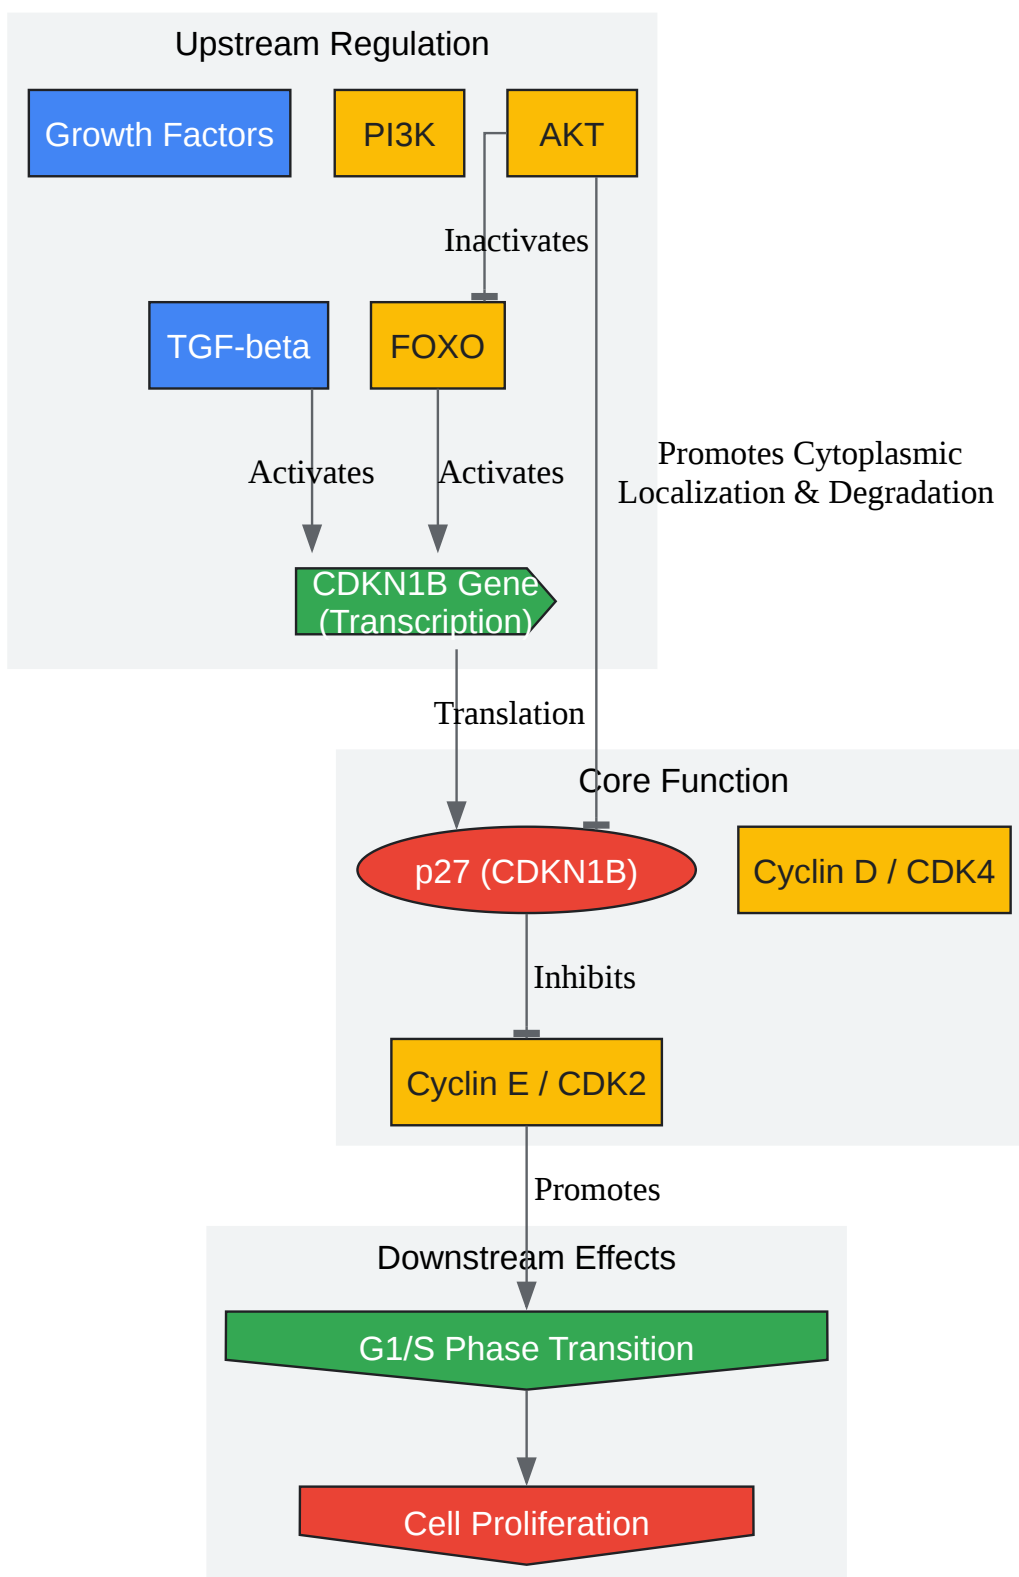 Upstream Regulation
Growth Factors
PI3K
AKT
Inactivates
TGF-beta
FOXO
Activates
Activates
Promotes Cytoplasmic
Localization & Degradation
CDKN1B Gene
(Transcription)
Translation
Core Function
p27 (CDKN1B)
Cyclin D / CDK4
Inhibits
Cyclin E / CDK2
Promotes
Downstream Effects
G1/S Phase Transition
Cell Proliferation